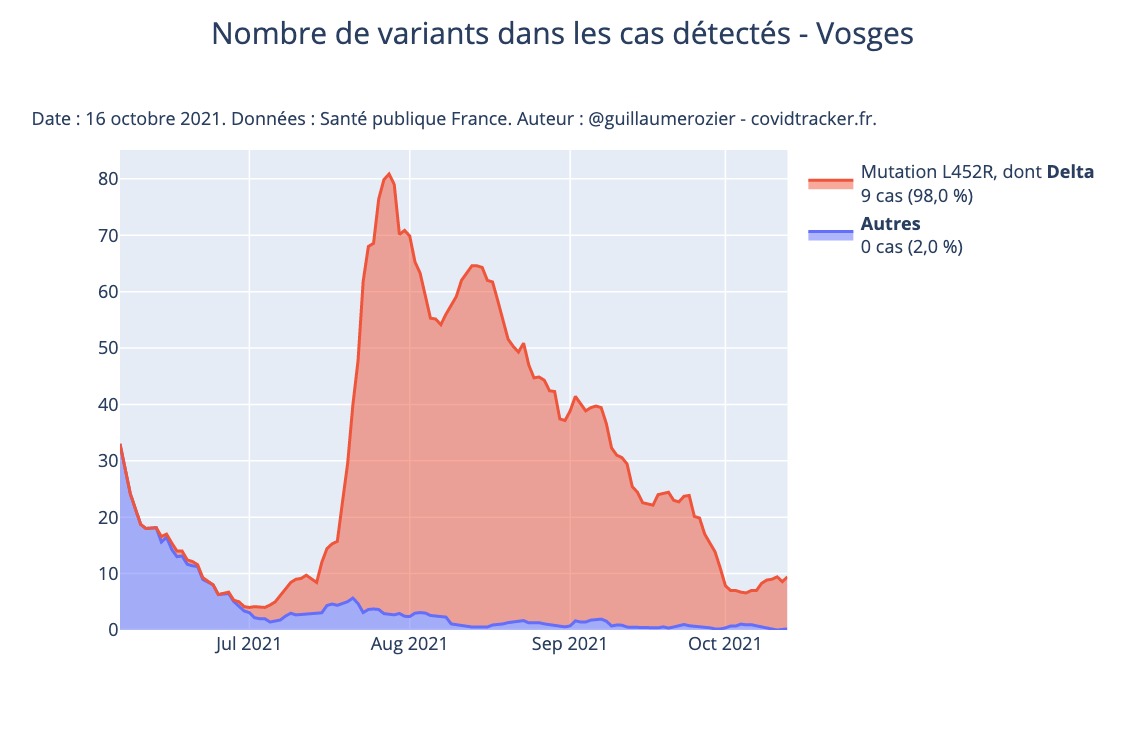 Nombre de variants dans les cas détectés - Vosges
Date : 16 octobre 2021. Données : Santé publique France. Auteur : @guillaumerozier - covidtracker.fr.
Mutation L452R, dont Delta
9 cas (98,0 %)
Autres
0 cas (2,0 %)
80
70
60
50
40
30
20
10
0
Jul 2021
Aug 2021
Sep 2021
Oct 2021